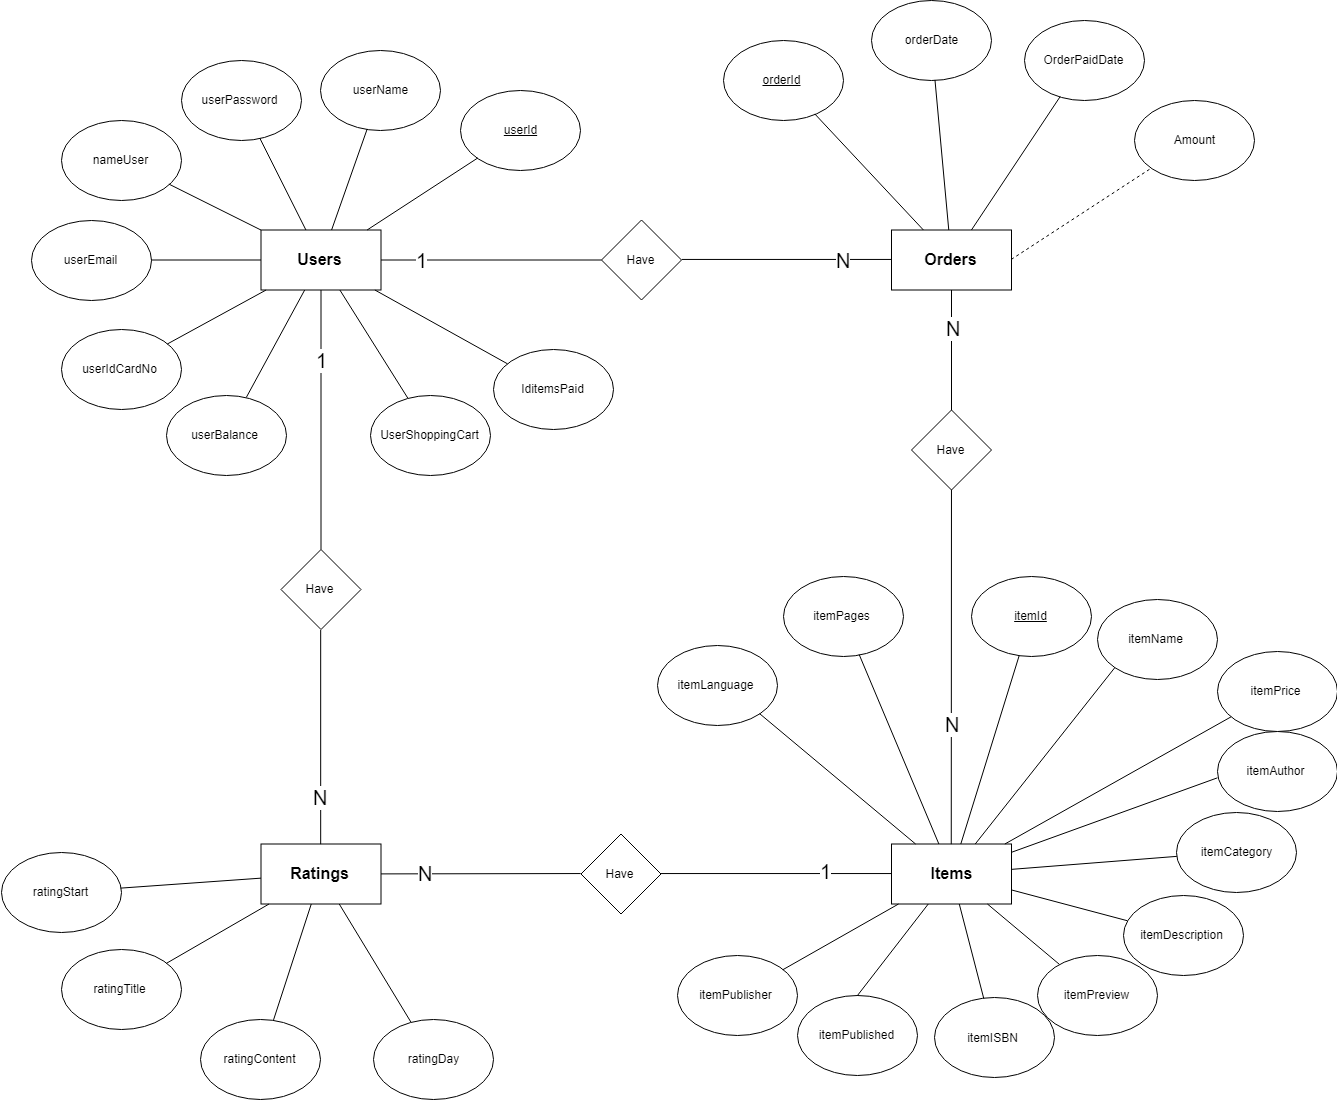 orderDate
OrderPaidDate
orderId
userName
userPassword
userId
Amount
nameUser
userEmail
Users
1
Have
N
Orders
N
1
userIdCardNo
IditemsPaid
userBalance
UserShoppingCart
Have
Have
itemPages
itemId
itemName
itemLanguage
itemPrice
N
itemAuthor
N
itemCategory
Ratings
N
Have
1
Items
ratingStart
itemDescription
ratingTitle
itemPublisher
itemPreview
itemPublished
itemISBN
ratingContent
ratingDay